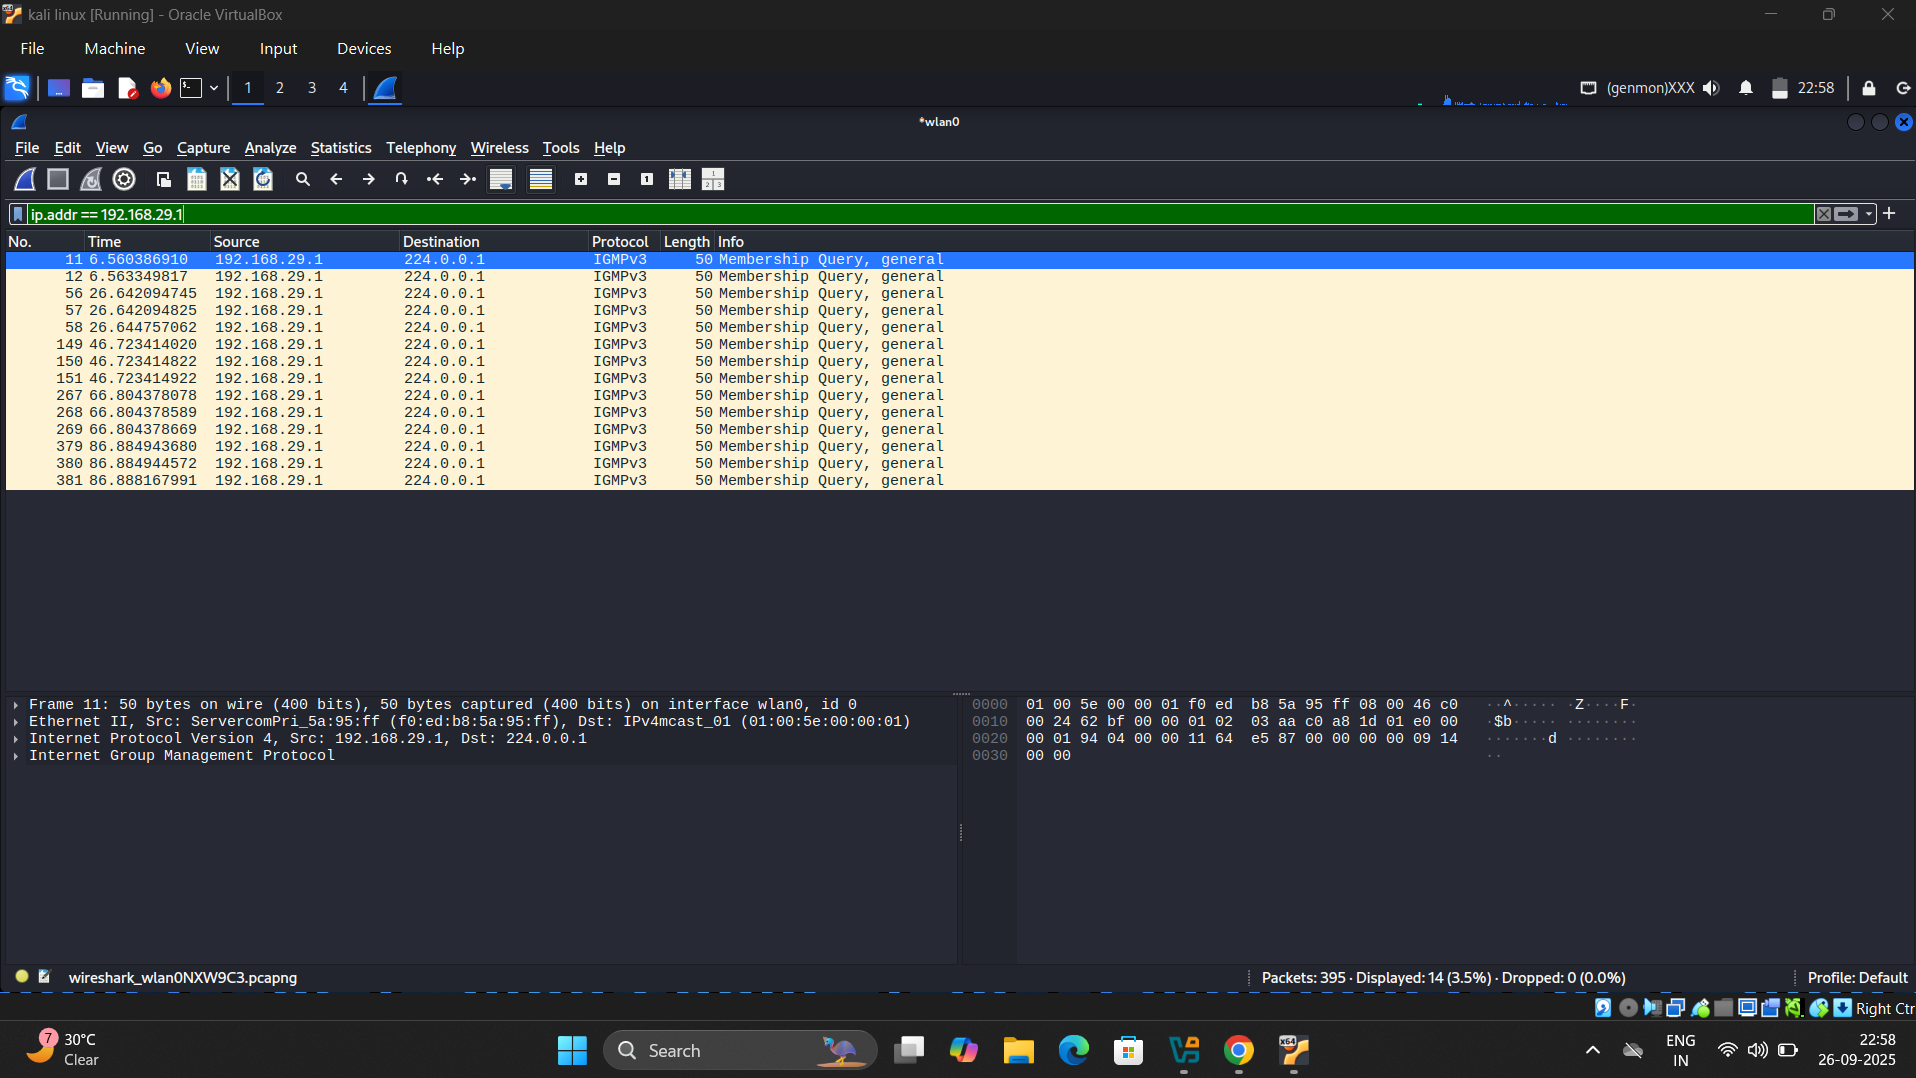 kali linux [Running] - Oracle VirtualBox
File Machine View Input Devices Help
1 2 3 4 (genmon)XXX 22:58
*wlan0
File Edit View Go Capture Analyze Statistics Telephony Wireless Tools Help
ip.addr == 192.168.29.1
No. Time Source Destination Protocol Length Info
11 6.560386910 192.168.29.1 224.0.0.1 IGMPv3 50 Membership Query, general
12 6.563349817 192.168.29.1 224.0.0.1 IGMPv3 50 Membership Query, general
56 26.642094745 192.168.29.1 224.0.0.1 IGMPv3 50 Membership Query, general
57 26.642094825 192.168.29.1 224.0.0.1 IGMPv3 50 Membership Query, general
58 26.644757062 192.168.29.1 224.0.0.1 IGMPv3 50 Membership Query, general
149 46.723414020 192.168.29.1 224.0.0.1 IGMPv3 50 Membership Query, general
150 46.723414822 192.168.29.1 224.0.0.1 IGMPv3 50 Membership Query, general
151 46.723414922 192.168.29.1 224.0.0.1 IGMPv3 50 Membership Query, general
267 66.804378078 192.168.29.1 224.0.0.1 IGMPv3 50 Membership Query, general
268 66.804378589 192.168.29.1 224.0.0.1 IGMPv3 50 Membership Query, general
269 66.804378669 192.168.29.1 224.0.0.1 IGMPv3 50 Membership Query, general
379 86.884943680 192.168.29.1 224.0.0.1 IGMPv3 50 Membership Query, general
380 86.884944572 192.168.29.1 224.0.0.1 IGMPv3 50 Membership Query, general
381 86.888167991 192.168.29.1 224.0.0.1 IGMPv3 50 Membership Query, general
Frame 11: 50 bytes on wire (400 bits), 50 bytes captured (400 bits) on interface wlan0, id 0
Ethernet II, Src: ServercomPri_5a:95:ff (f0:ed:b8:5a:95:ff), Dst: IPv4mcast_01 (01:00:5e:00:00:01)
Internet Protocol Version 4, Src: 192.168.29.1, Dst: 224.0.0.1
Internet Group Management Protocol
0000 01 00 5e 00 00 01 f0 ed b8 5a 95 ff 08 00 46 c0 ··^····· ·Z····F·
0010 00 24 62 bf 00 00 01 02 03 aa c0 a8 1d 01 e0 00 ·$b····· ········
0020 00 01 94 04 00 00 11 64 e5 87 00 00 00 00 09 14 ·······d ········
0030 00 00 ··
wireshark_wlan0NXW9C3.pcapng
Packets: 395 · Displayed: 14 (3.5%) · Dropped: 0 (0.0%)
Profile: Default
Right Ctr
7
30°C
Clear
Search
x64
ENG
IN
22:58
26-09-2025